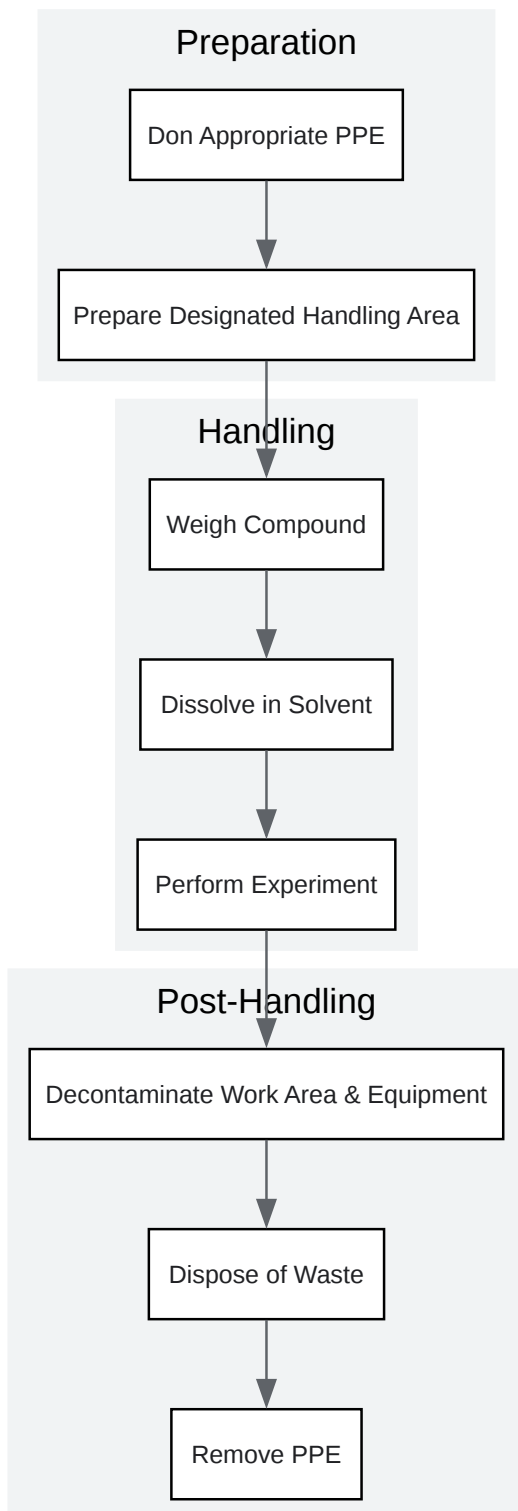 Preparation
Don Appropriate PPE
Prepare Designated Handling Area
Handling
Weigh Compound
Dissolve in Solvent
Perform Experiment
Post-Handling
Decontaminate Work Area & Equipment
Dispose of Waste
Remove PPE